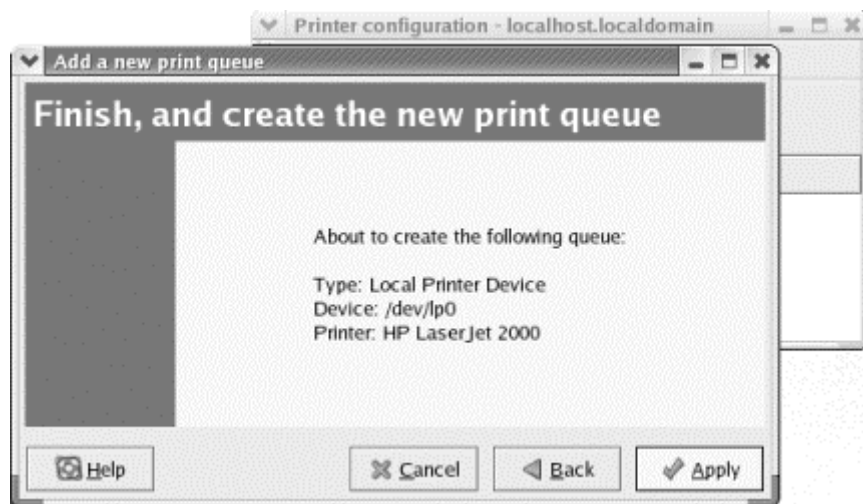 Printer configuration - localhost.localdomain
Add a new print queue
Finish, and create the new print queue
About to create the following queue:
Type: Local Printer Device
Device: /dev/lp0
Printer: HP LaserJet 2000
Help
Cancel
Back
Apply